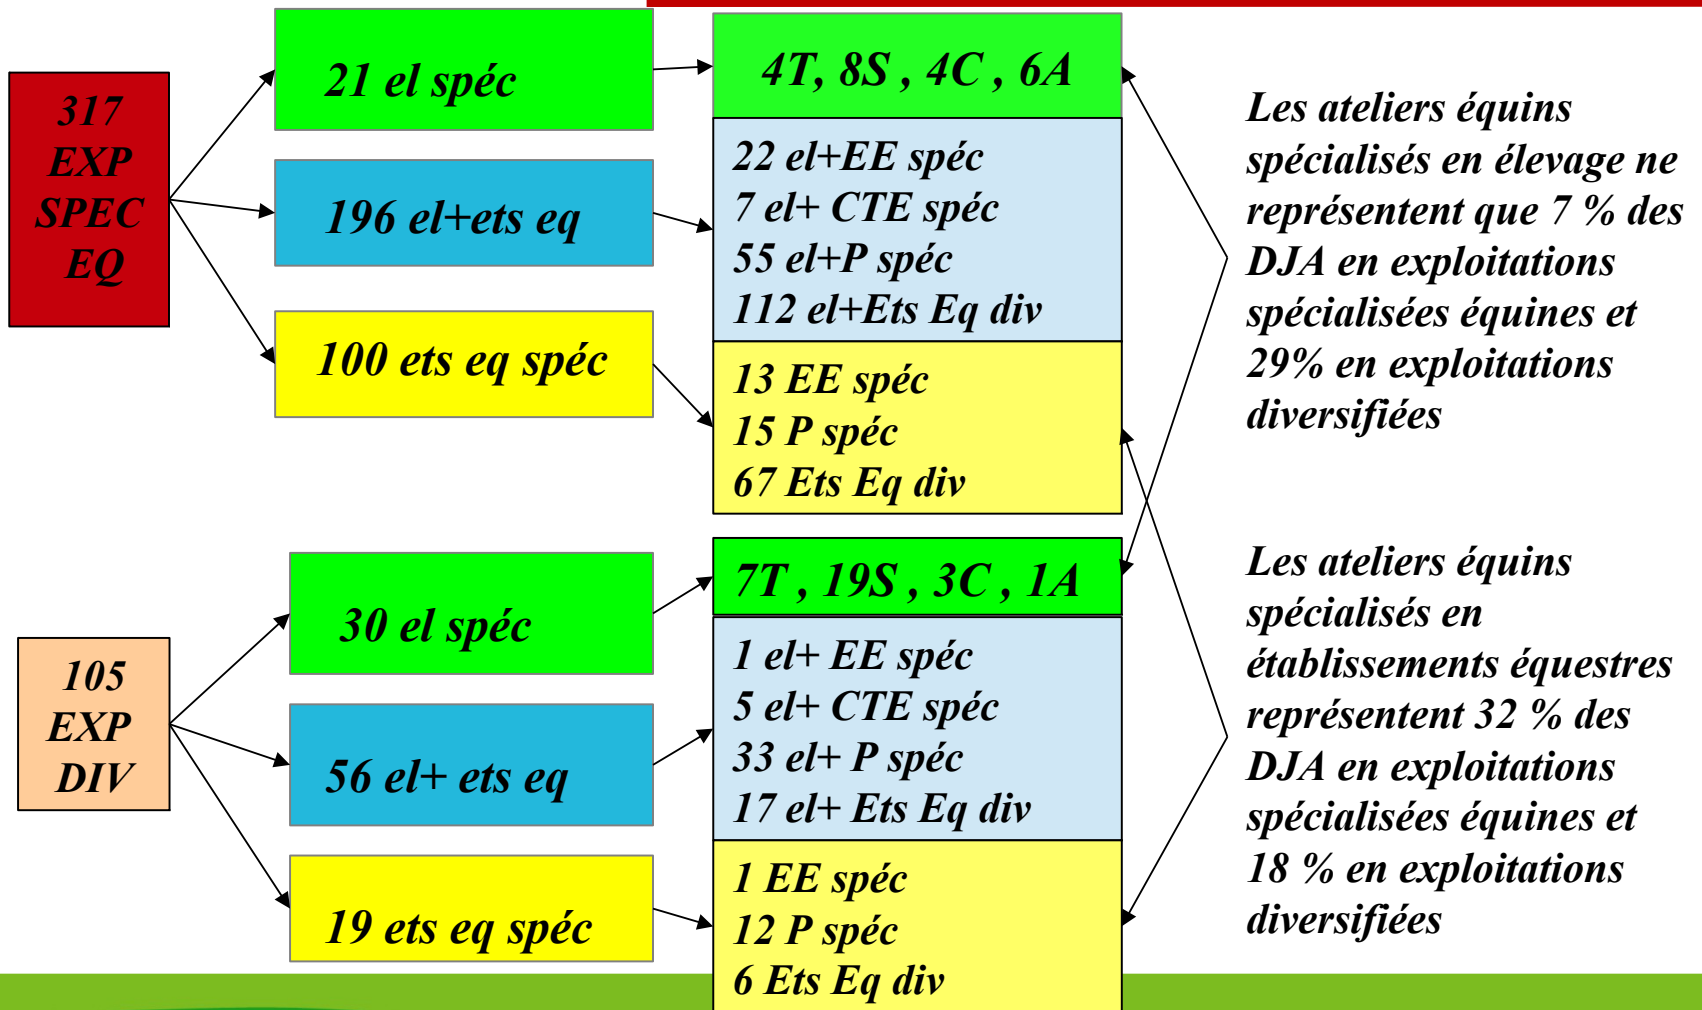 317
EXP
SPEC
EQ
21 el spéc
196 el+ets eq
100 ets eq spéc
4T, 8S , 4C , 6A
22 el+EE spéc
7 el+ CTE spéc
55 el+P spéc
112 el+Ets Eq div
13 EE spéc
15 P spéc
67 Ets Eq div
Les ateliers équins
spécialisés en élevage ne
représentent que 7 % des
DJA en exploitations
spécialisées équines et
29% en exploitations
diversifiées
105
EXP
DIV
30 el spéc
56 el+ ets eq
19 ets eq spéc
7T , 19S , 3C , 1A
1 el+ EE spéc
5 el+ CTE spéc
33 el+ P spéc
17 el+ Ets Eq div
1 EE spéc
12 P spéc
6 Ets Eq div
Les ateliers équins
spécialisés en
établissements équestres
représentent 32 % des
DJA en exploitations
spécialisées équines et
18 % en exploitations
diversifiées